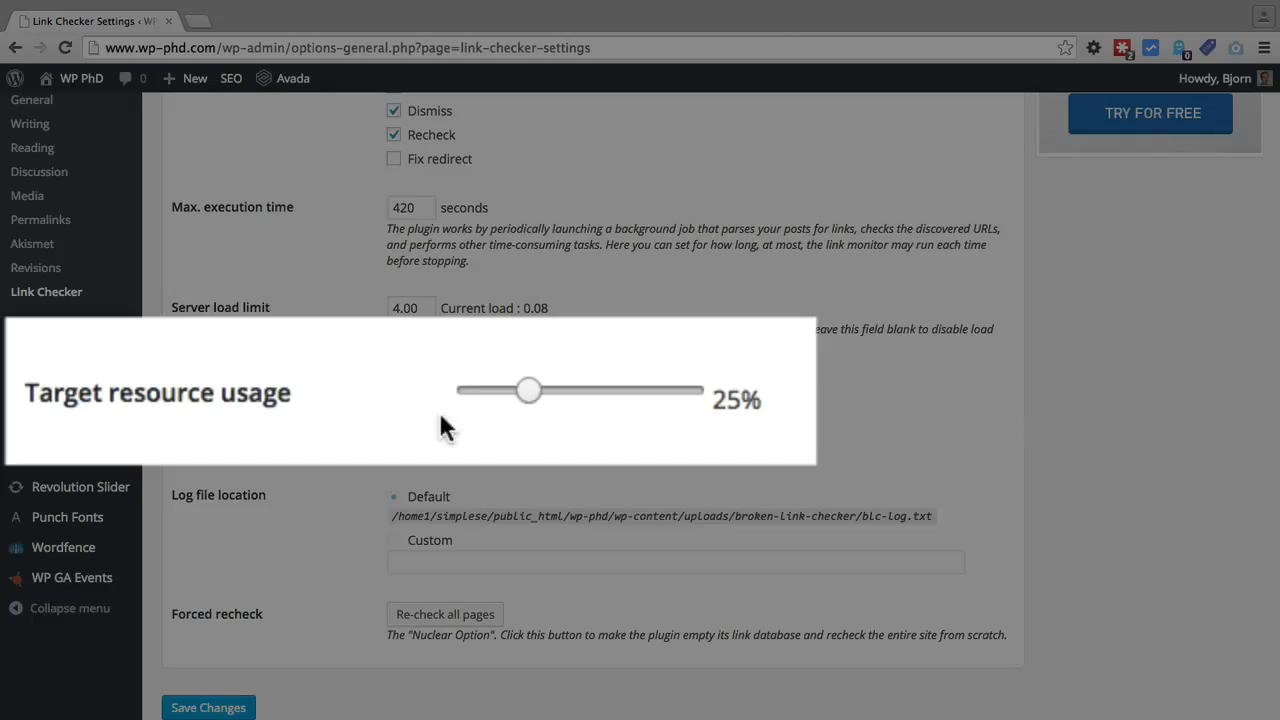 Link Checker Settings ‹ W
www.wp-phd.com/wp-admin/options-general.php?page=link-checker-settings
2
0
WP PhD
0
New
SEO
Avada
Howdy, Bjorn
General
Writing
Reading
Discussion
Media
Permalinks
Akismet
Revisions
Link Checker
Dismiss
Recheck
Fix redirect
TRY FOR FREE
Max. execution time
420 seconds
The plugin works by periodically launching a background job that parses your posts for links, checks the discovered URLs,
and performs other time-consuming tasks. Here you can set for how long, at most, the link monitor may run each time
before stopping.
Server load limit
4.00 Current load : 0.08
eave this field blank to disable load
Target resource usage
25%
Revolution Slider
Punch Fonts
Wordfence
WP GA Events
Collapse menu
Log file location
Default
/home1/simplese/public_html/wp-phd/wp-content/uploads/broken-link-checker/blc-log.txt
Custom
Forced recheck
Re-check all pages
The "Nuclear Option". Click this button to make the plugin empty its link database and recheck the entire site from scratch.
Save Changes